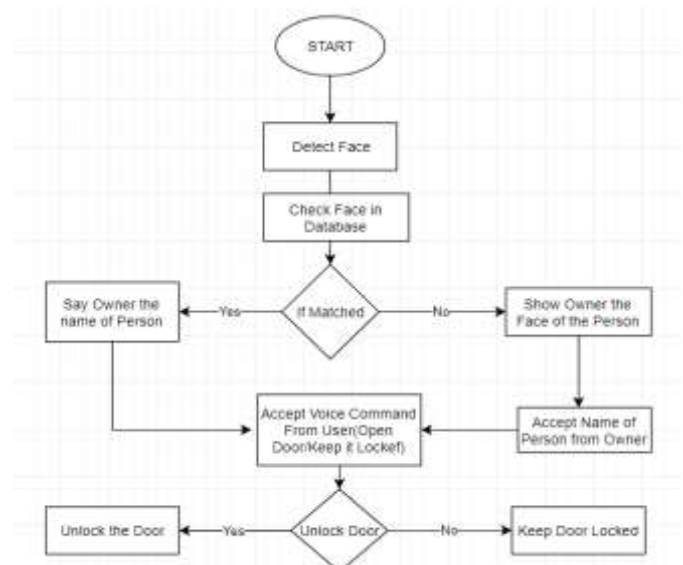 START
Detect Face
Check Face in
Database
Say Owner the
name of Person
Yes
If Matched
No
Show Owner the
Face of the Person
Accept Voice Command
From User(Open
Door/Keep it Lockef)
Accept Name of
Person from Owner
Unlock the Door
Yes
Unlock Door
No
Keep Door Locked